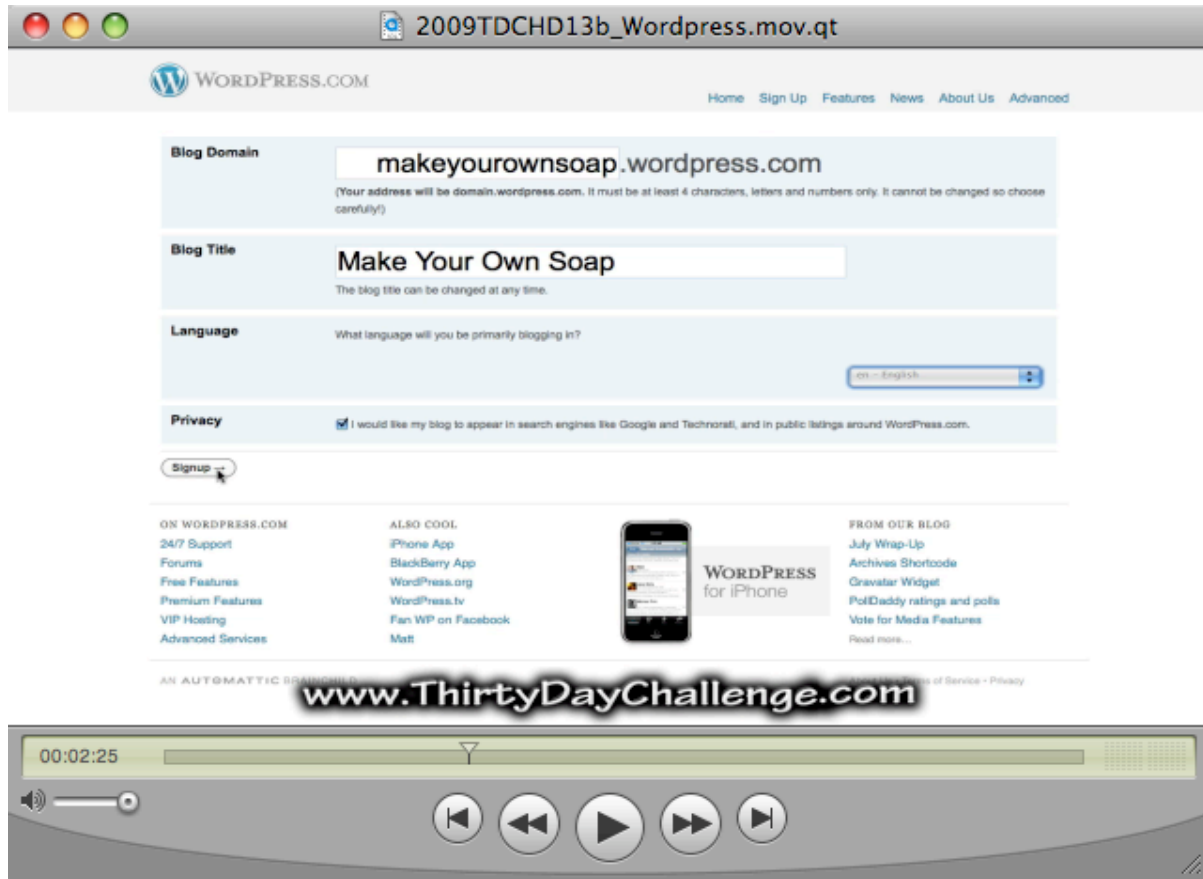 2009TDCHD13b_Wordpress.mov.qt
WORDPRESS.COM
Home Sign Up Features News About Us Advanced
Blog Domain
makeyourownsoap.wordpress.com
(Your address will be domain.wordpress.com. It must be at least 4 characters, letters and numbers only. It cannot be changed so choose
carefully!)
Blog Title
Make Your Own Soap
The blog title can be changed at any time.
Language
What language will you be primarily blogging in?
en - English
Privacy
I would like my blog to appear in search engines like Google and Technorati, and in public listings around WordPress.com.
Signup →
ON WORDPRESS.COM
24/7 Support
Forums
Free Features
Premium Features
VIP Hosting
Advanced Services
ALSO COOL
iPhone App
BlackBerry App
WordPress.org
WordPress.tv
Fan WP on Facebook
Matt
WORDPRESS
for iPhone
FROM OUR BLOG
July Wrap-Up
Archives Shortcode
Gravatar Widget
PollDaddy ratings and polls
Vote for Media Features
Read more...
AN AUTOMATTIC BRAINCHILD
of Service • Privacy
www.ThirtyDayChallenge.com
00:02:25